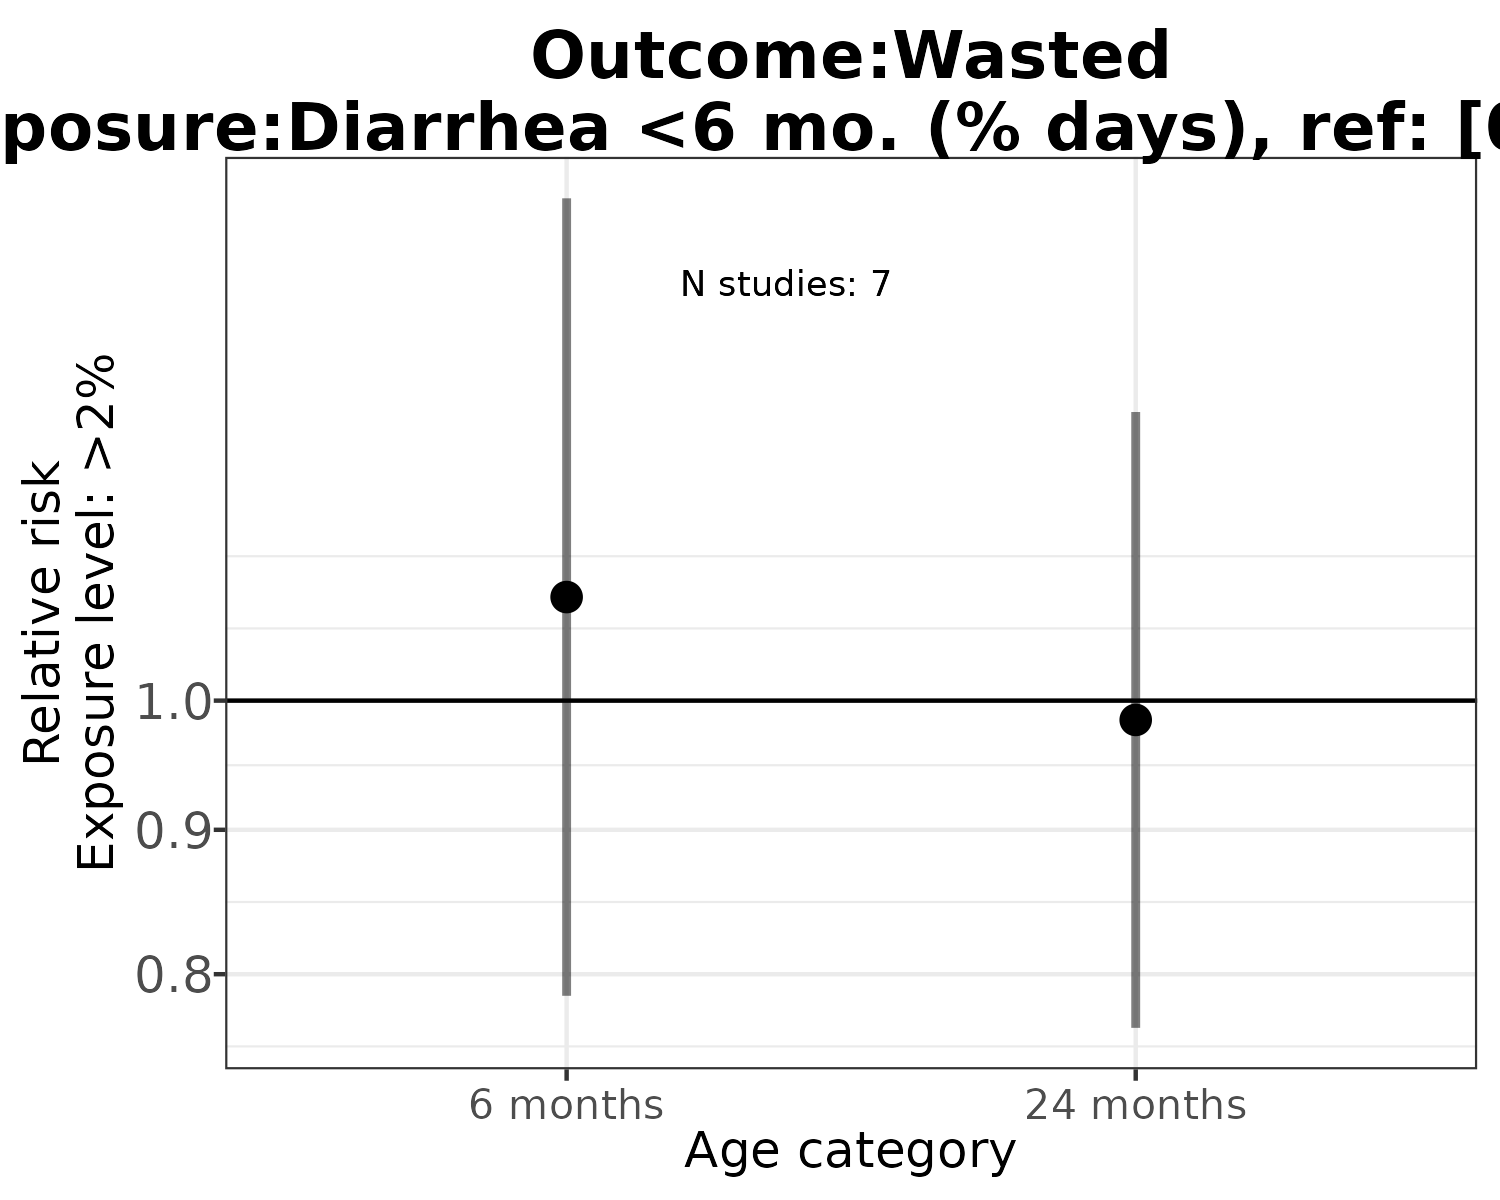 Outcome:Wasted
posure:Diarrhea <6 mo. (% days), ref: [0
N studies: 7
Relative risk
Exposure level: >2%
1.0
0.9
0.8
6 months 24 months
Age category